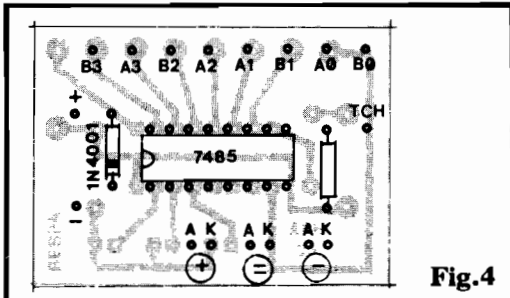 B3 A3 B2 A2 A1 B1 A0 B0
TCH
+
1N4001
7485
-
A K A K A K
+ = -
Fig.4